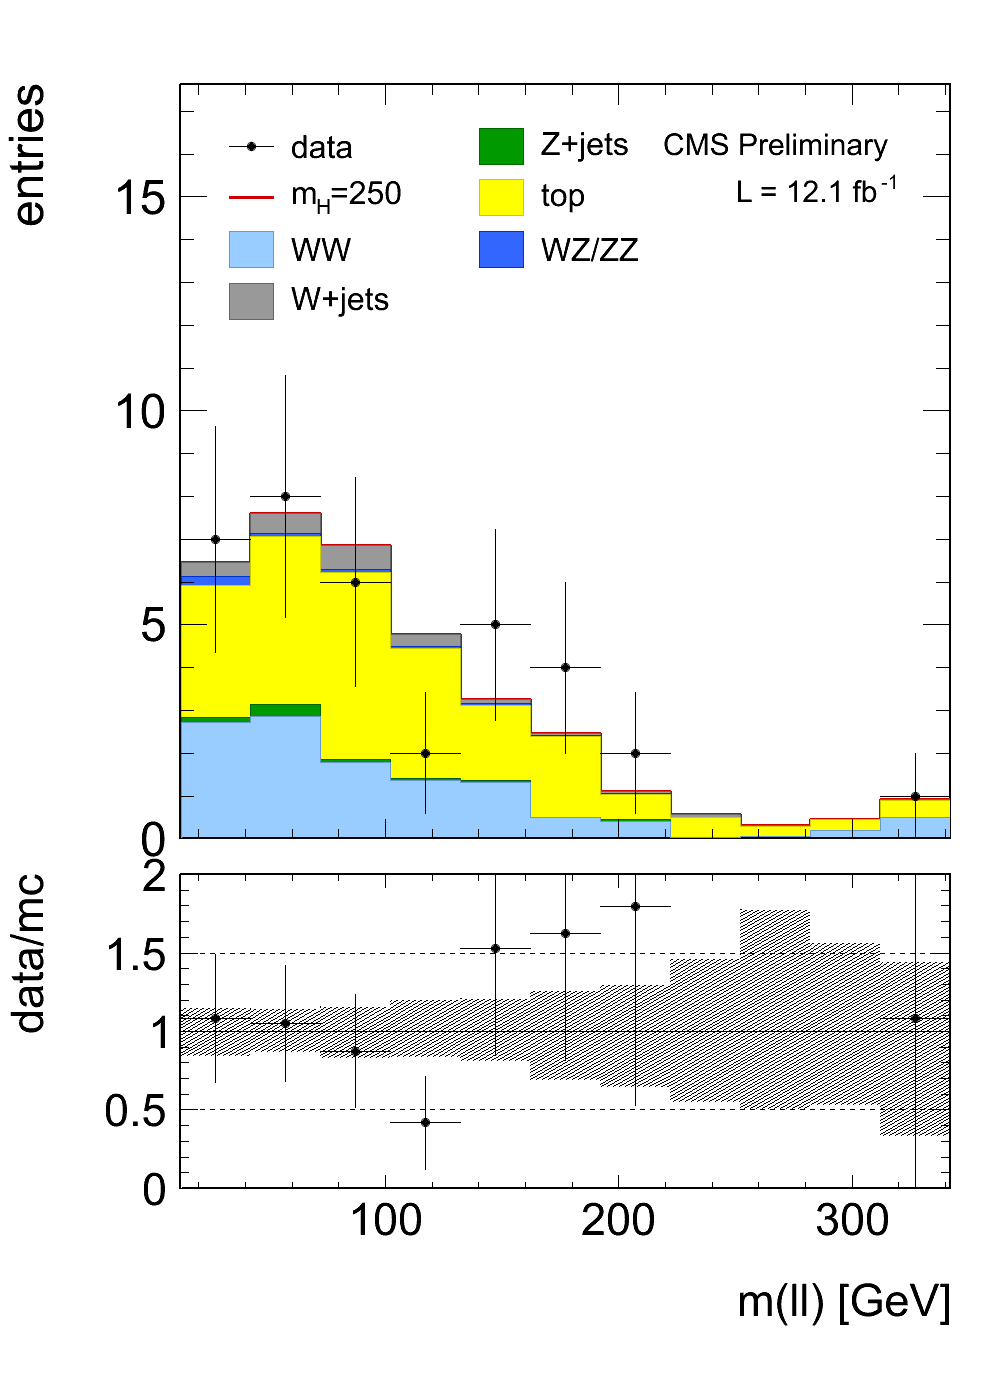 entries
15
10
5
0
data
m_H=250
WW
W+jets
Z+jets
top
WZ/ZZ
CMS Preliminary
L = 12.1 fb⁻¹
data/mc
2
1.5
1
0.5
0
100 200 300
m(ll) [GeV]